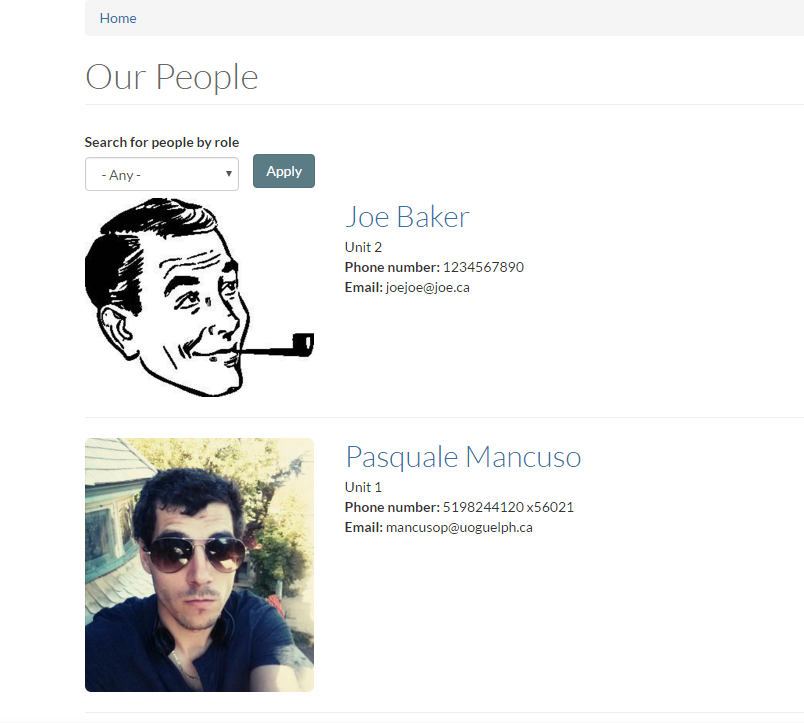 Home
Our People
Search for people by role
- Any -
Apply
Joe Baker
Unit 2
Phone number: 1234567890
Email: joejoe@joe.ca
Pasquale Mancuso
Unit 1
Phone number: 5198244120 x56021
Email: mancusop@uoguelph.ca